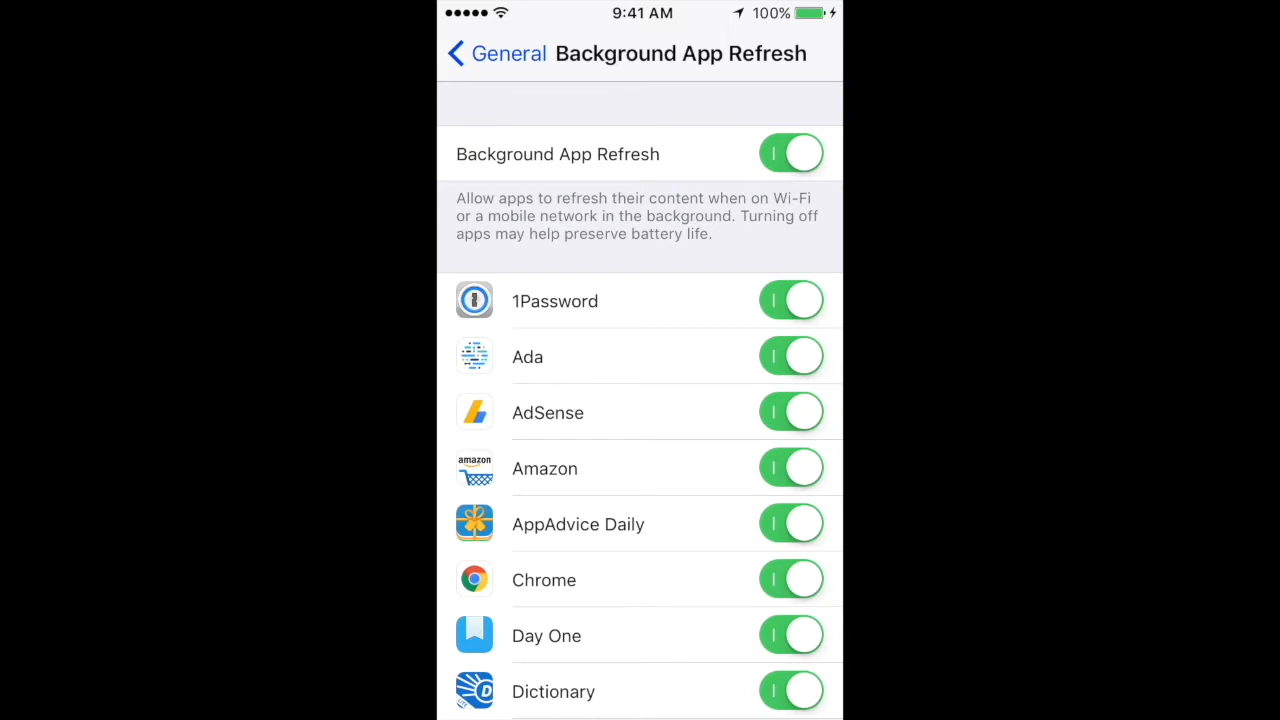 9:41 AM 100%
General Background App Refresh
Background App Refresh
Allow apps to refresh their content when on Wi-Fi
or a mobile network in the background. Turning off
apps may help preserve battery life.
1Password
Ada
AdSense
amazon
Amazon
AppAdvice Daily
Chrome
Day One
D
Dictionary